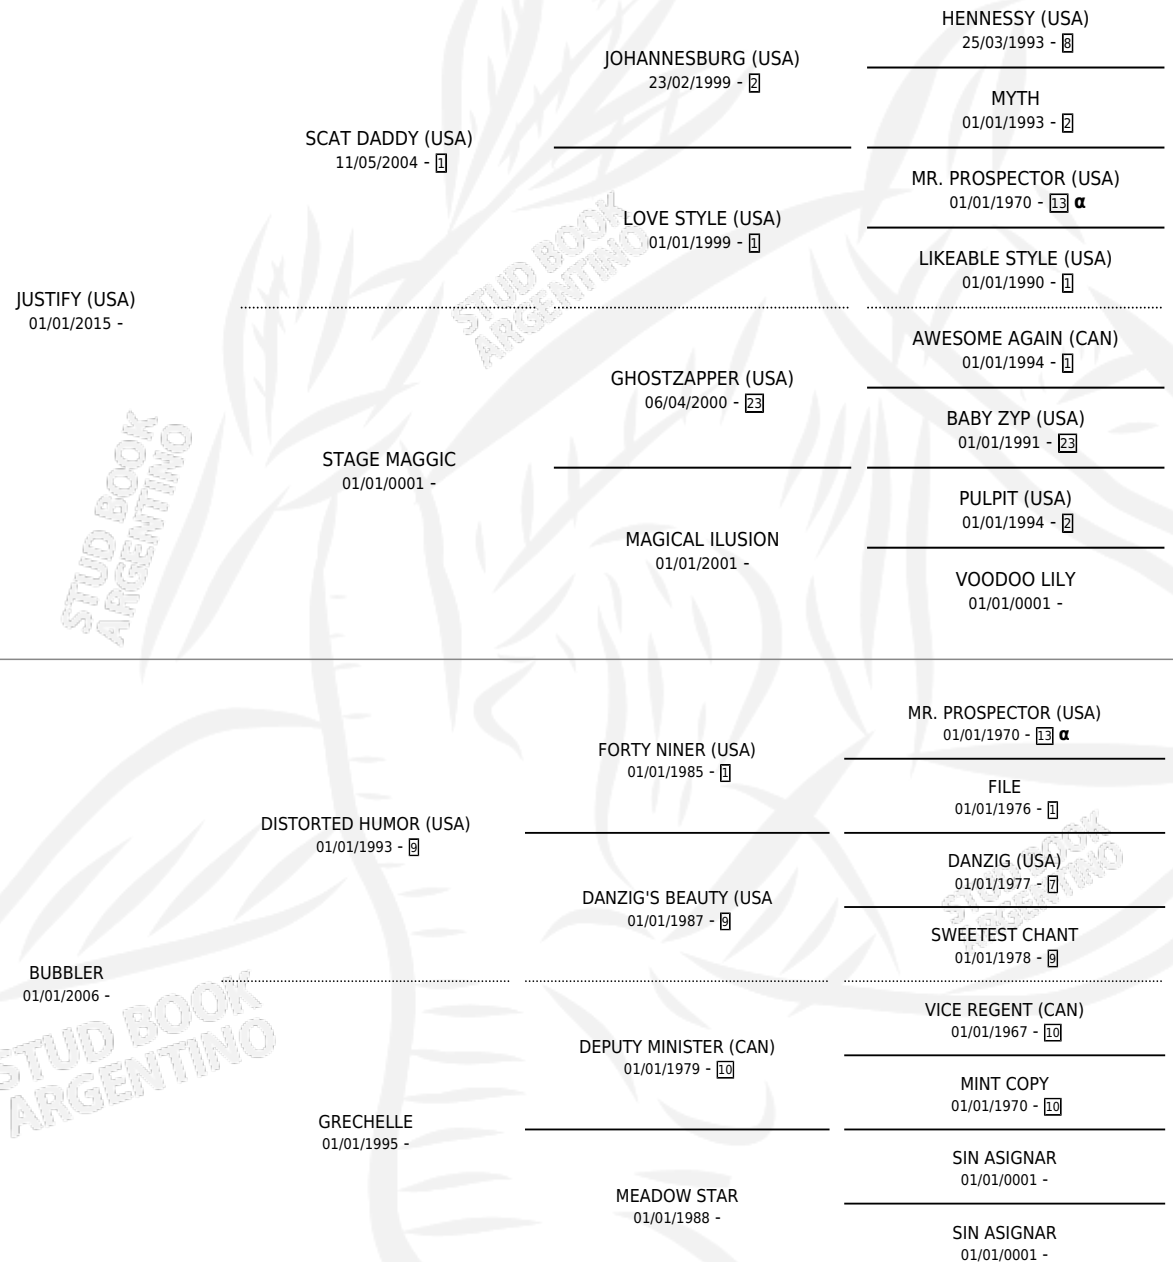 HENNESSY (USA)
25/03/1993 - 8
JOHANNESBURG (USA)
23/02/1999 - 2
MYTH
01/01/1993 - 2
SCAT DADDY (USA)
11/05/2004 - 1
MR. PROSPECTOR (USA)
01/01/1970 - 13 α
LOVE STYLE (USA)
01/01/1999 - 1
LIKEABLE STYLE (USA)
01/01/1990 - 1
JUSTIFY (USA)
01/01/2015 -
AWESOME AGAIN (CAN)
01/01/1994 - 1
GHOSTZAPPER (USA)
06/04/2000 - 23
BABY ZYP (USA)
01/01/1991 - 23
STAGE MAGGIC
01/01/0001 -
PULPIT (USA)
01/01/1994 - 2
MAGICAL ILUSION
01/01/2001 -
VOODOO LILY
01/01/0001 -
MR. PROSPECTOR (USA)
01/01/1970 - 13 α
FORTY NINER (USA)
01/01/1985 - 1
FILE
01/01/1976 - 1
DISTORTED HUMOR (USA)
01/01/1993 - 9
DANZIG (USA)
01/01/1977 - 7
DANZIG'S BEAUTY (USA
01/01/1987 - 9
SWEETEST CHANT
01/01/1978 - 9
BUBBLER
01/01/2006 -
VICE REGENT (CAN)
01/01/1967 - 10
DEPUTY MINISTER (CAN)
01/01/1979 - 10
MINT COPY
01/01/1970 - 10
GRECHELLE
01/01/1995 -
SIN ASIGNAR
01/01/0001 -
MEADOW STAR
01/01/1988 -
SIN ASIGNAR
01/01/0001 -
STUD BOOK
ARGENTINO
STUD BOOK
ARGENTINO
STUD BOOK
ARGENTINO
STUD BOOK
ARGENTINO